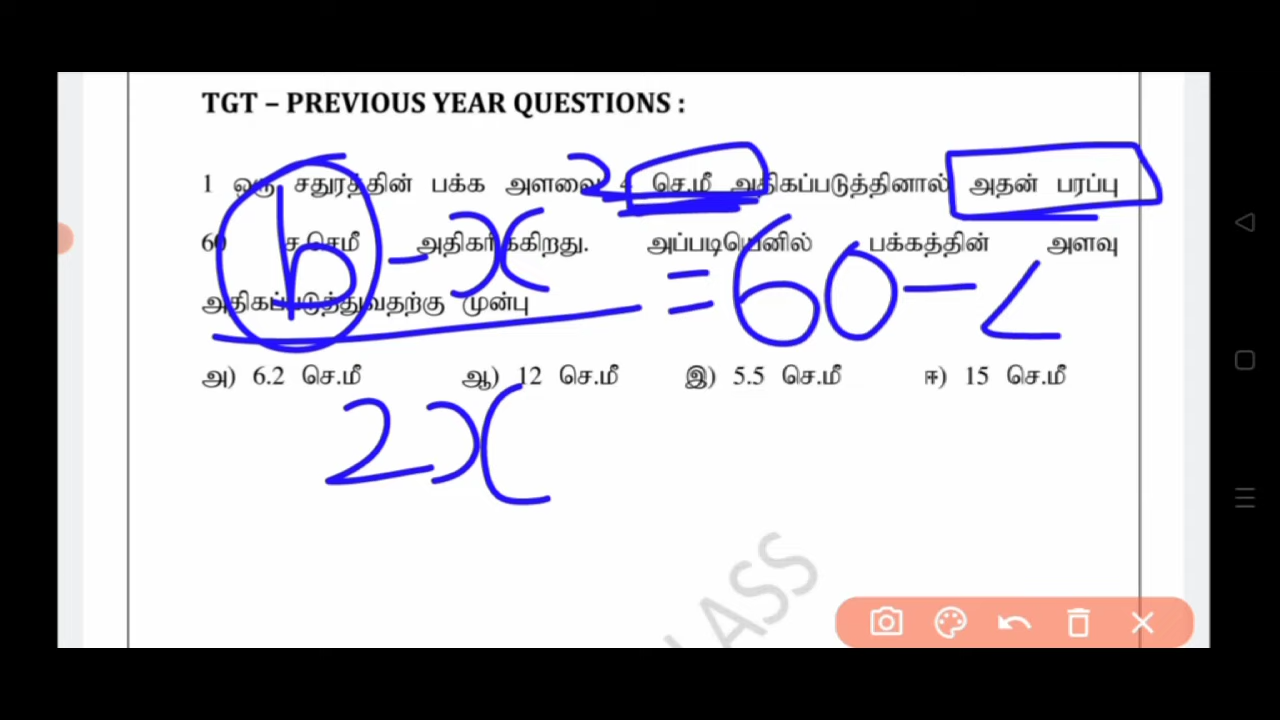 TGT – PREVIOUS YEAR QUESTIONS :
1 ஒரு சதுரத்தின் பக்க அளவை 4 செ.மீ அதிகப்படுத்தினால் அதன் பரப்பு
60 ச.செமீ அதிகரிக்கிறது. அப்படியெனில் பக்கத்தின் அளவு
அதிகப்படுத்துவதற்கு முன்பு
b - x = 60 -
அ) 6.2 செ.மீ ஆ) 12 செ.மீ இ) 5.5 செ.மீ ஈ) 15 செ.மீ
2x
LASS